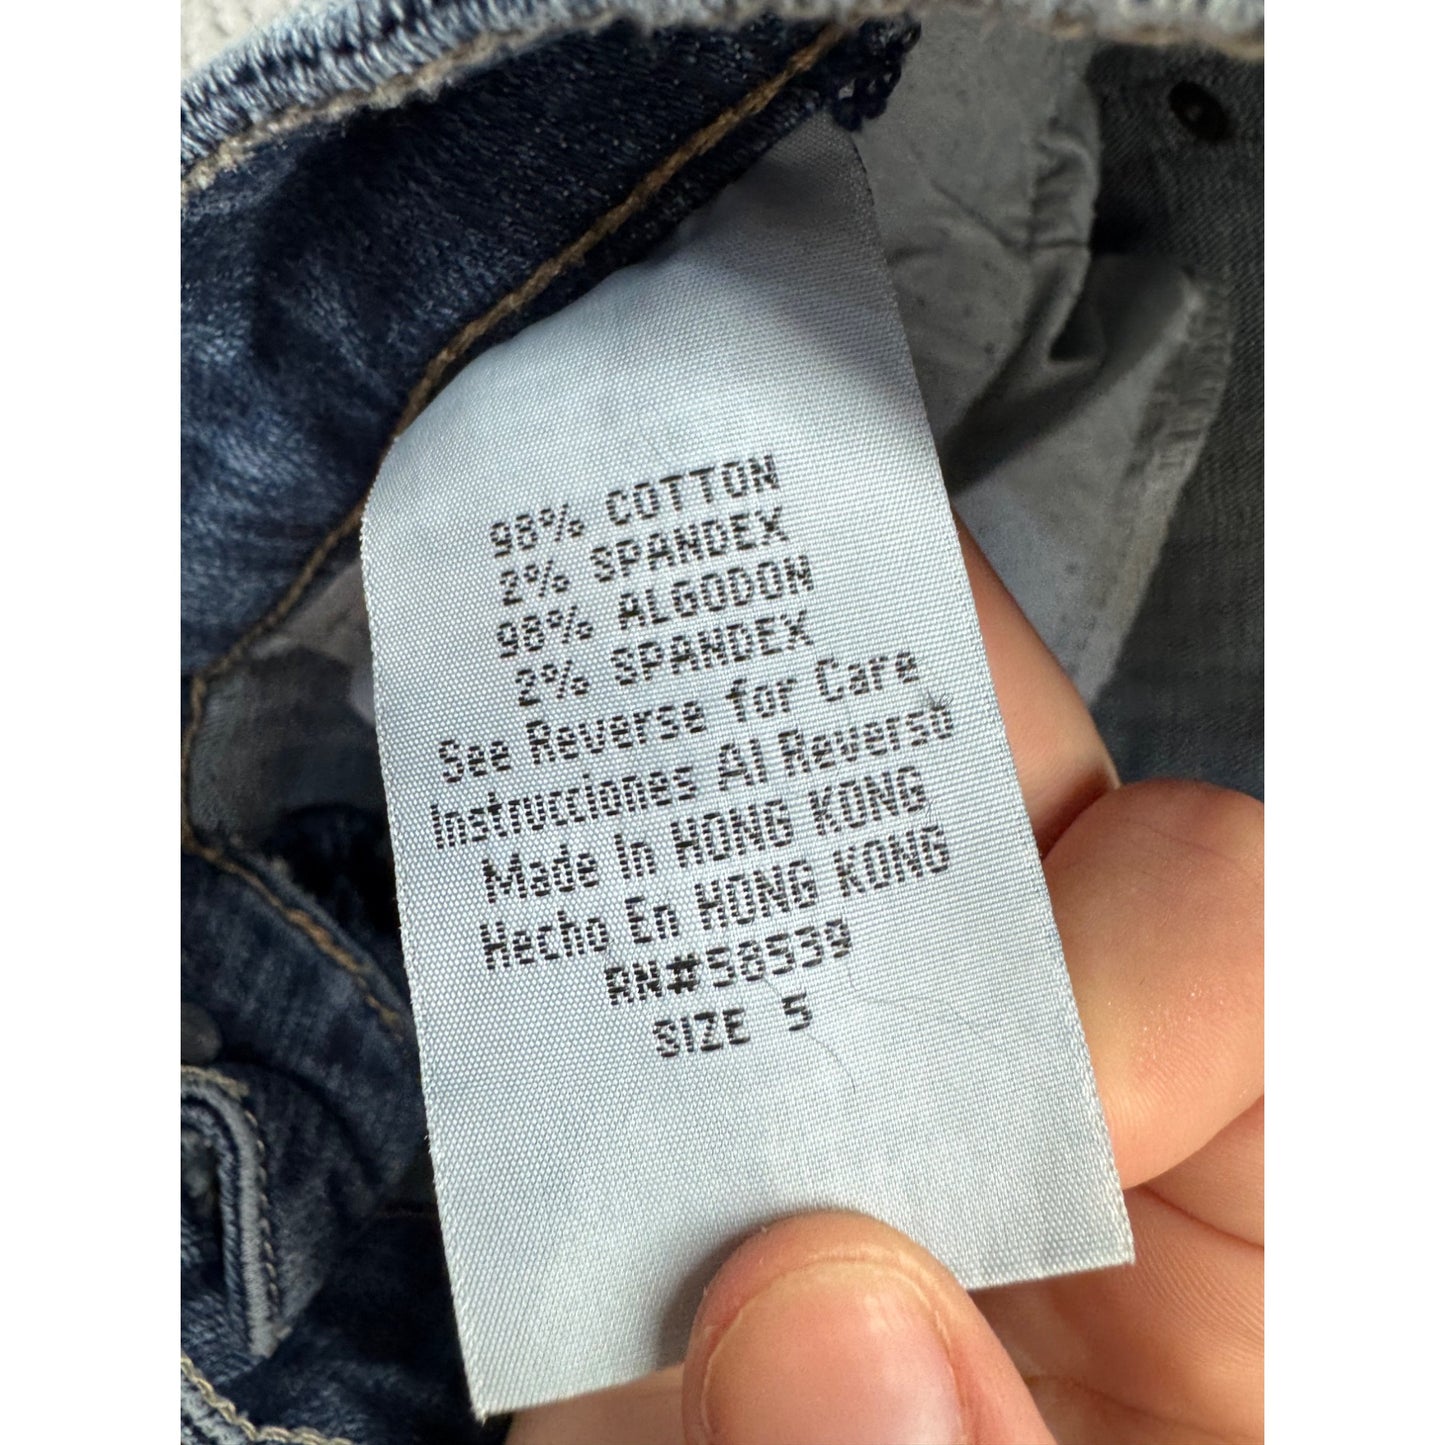 98% COTTON
2% SPANDEX
98% ALGODON
2% SPANDEX
See Reverse for Care
Instrucciones Al Reverso
Made In HONG KONG
Hecho En HONG KONG
RN#58539
SIZE 5